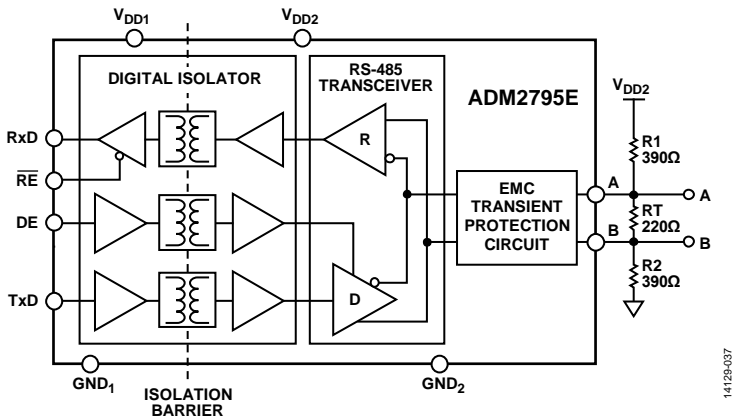 VDD1
VDD2
DIGITAL ISOLATOR
RS-485
TRANSCEIVER
ADM2795E
VDD2
RxD
R
R1
390Ω
RE
EMC
TRANSIENT
PROTECTION
CIRCUIT
A
A
DE
RT
220Ω
B
B
TxD
D
R2
390Ω
GND1
GND2
ISOLATION
BARRIER
14129-037